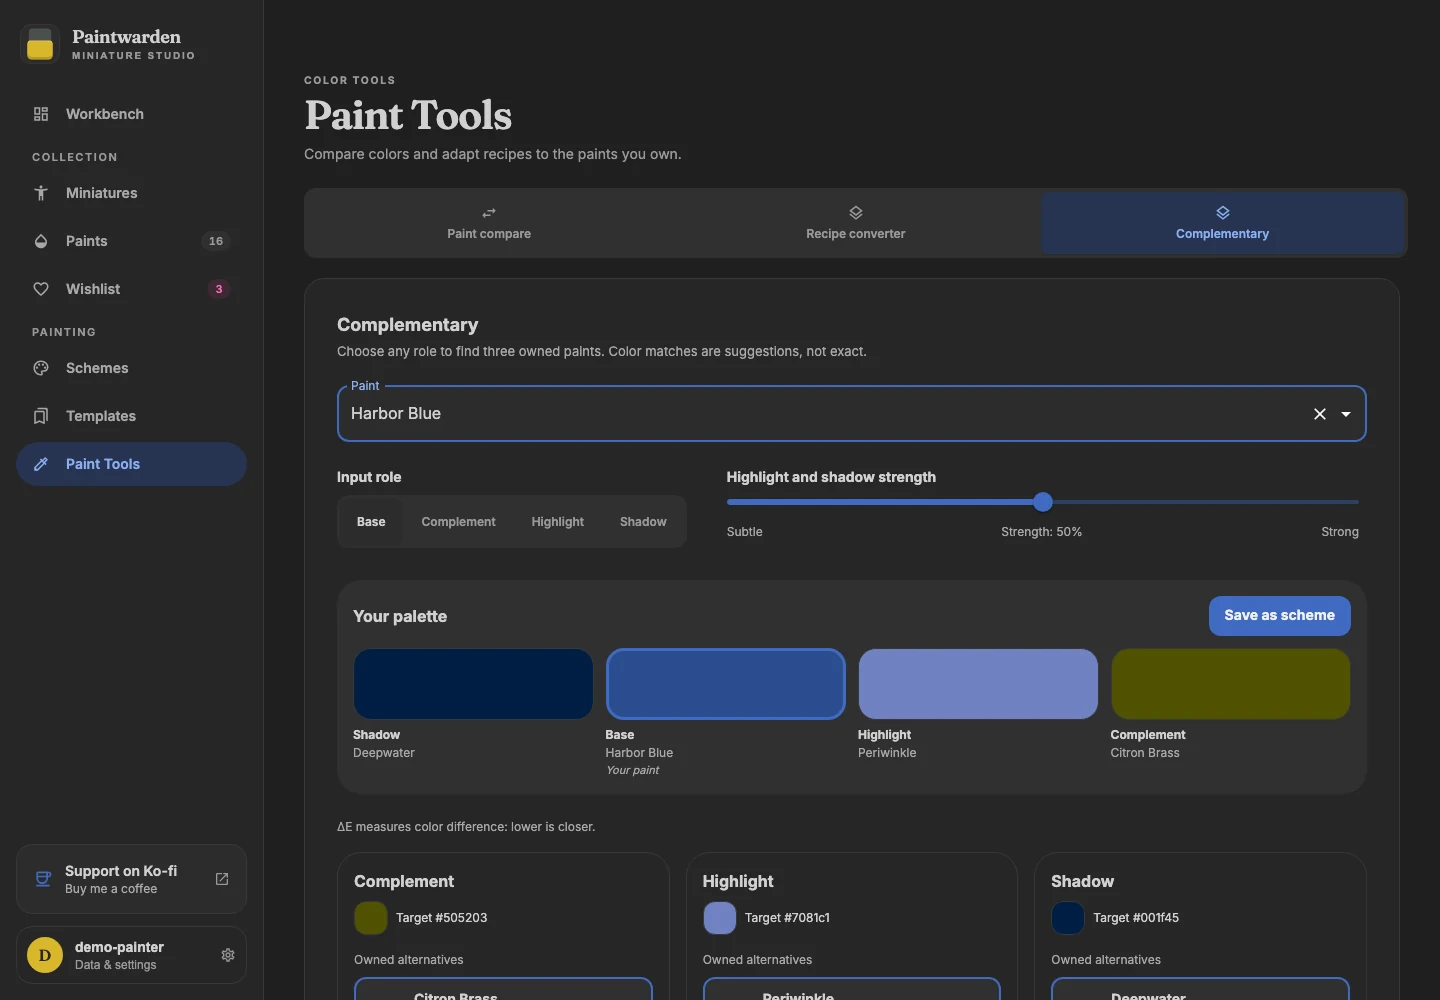 Paintwarden
MINIATURE STUDIO
Workbench
COLLECTION
Miniatures
Paints 16
Wishlist 3
PAINTING
Schemes
Templates
Paint Tools
Support on Ko-fi
Buy me a coffee
D
demo-painter
Data & settings
COLOR TOOLS
Paint Tools
Compare colors and adapt recipes to the paints you own.
Paint compare
Recipe converter
Complementary
Complementary
Choose any role to find three owned paints. Color matches are suggestions, not exact.
Paint
Harbor Blue
Input role
Base Complement Highlight Shadow
Highlight and shadow strength
Subtle Strength: 50% Strong
Your palette
Save as scheme
Shadow
Deepwater
Base
Harbor Blue
Your paint
Highlight
Periwinkle
Complement
Citron Brass
ΔE measures color difference: lower is closer.
Complement
Target #505203
Owned alternatives
Citron Brass
Highlight
Target #7081c1
Owned alternatives
Periwinkle
Shadow
Target #001f45
Owned alternatives
Deepwater